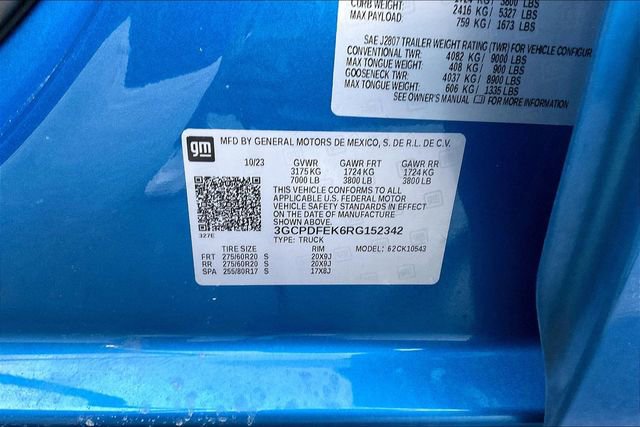 CURB WEIGHT:
2416 KG/ 5327 LBS
MAX PAYLOAD:
759 KG/ 1673 LBS
SAE J2807 TRAILER WEIGHT RATING (TWR) FOR VEHICLE CONFIGUR
CONVENTIONAL TWR: 4082 KG/ 9000 LBS
MAX TONGUE WEIGHT: 408 KG/ 900 LBS
GOOSENECK TWR: 4037 KG/ 8900 LBS
MAX TONGUE WEIGHT: 606 KG/ 1335 LBS
SEE OWNER'S MANUAL FOR MORE INFORMATION
gm MFD BY GENERAL MOTORS DE MEXICO, S. DE R.L. DE C.V.
10/23 GVWR GAWR FRT GAWR RR
3175 KG 1724 KG 1724 KG
7000 LB 3800 LB 3800 LB
THIS VEHICLE CONFORMS TO ALL
APPLICABLE U.S. FEDERAL MOTOR
VEHICLE SAFETY STANDARDS IN EFFECT
ON THE DATE OF MANUFACTURE
SHOWN ABOVE.
327E 3GCPDFEK6RG152342
TYPE: TRUCK
TIRE SIZE RIM MODEL: 62CK10543
FRT 275/60R20 S 20X9J
RR 275/60R20 S 20X9J
SPA 255/80R17 S 17X8J